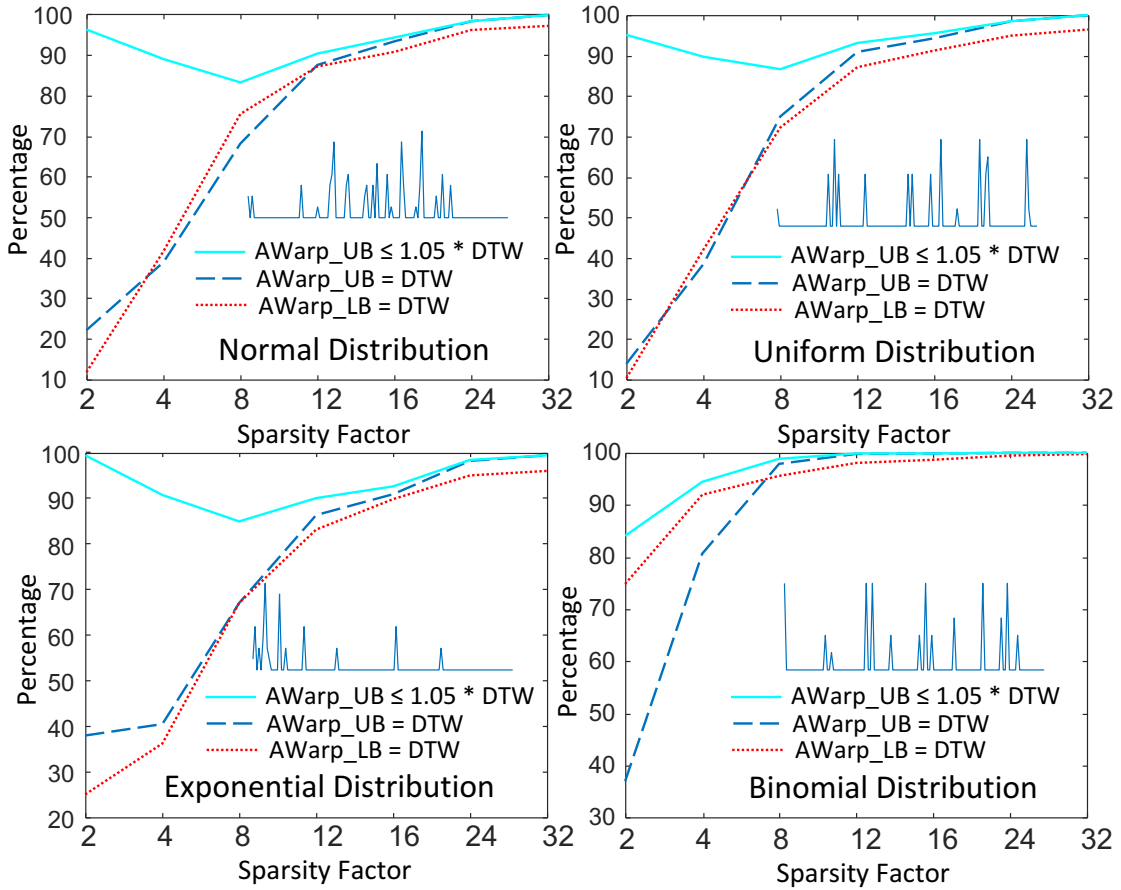 100
90
80
70
60
50
40
30
20
10
Percentage
AWarp_UB ≤ 1.05 * DTW
AWarp_UB = DTW
AWarp_LB = DTW
Normal Distribution
2 4 8 12 16 24 32
Sparsity Factor
100
90
80
70
60
50
40
30
20
10
Percentage
AWarp_UB ≤ 1.05 * DTW
AWarp_UB = DTW
AWarp_LB = DTW
Uniform Distribution
2 4 8 12 16 24 32
Sparsity Factor
100
90
80
70
60
50
40
30
20
Percentage
AWarp_UB ≤ 1.05 * DTW
AWarp_UB = DTW
AWarp_LB = DTW
Exponential Distribution
2 4 8 12 16 24 32
Sparsity Factor
100
90
80
70
60
50
40
30
Percentage
AWarp_UB ≤ 1.05 * DTW
AWarp_UB = DTW
AWarp_LB = DTW
Binomial Distribution
2 4 8 12 16 24 32
Sparsity Factor